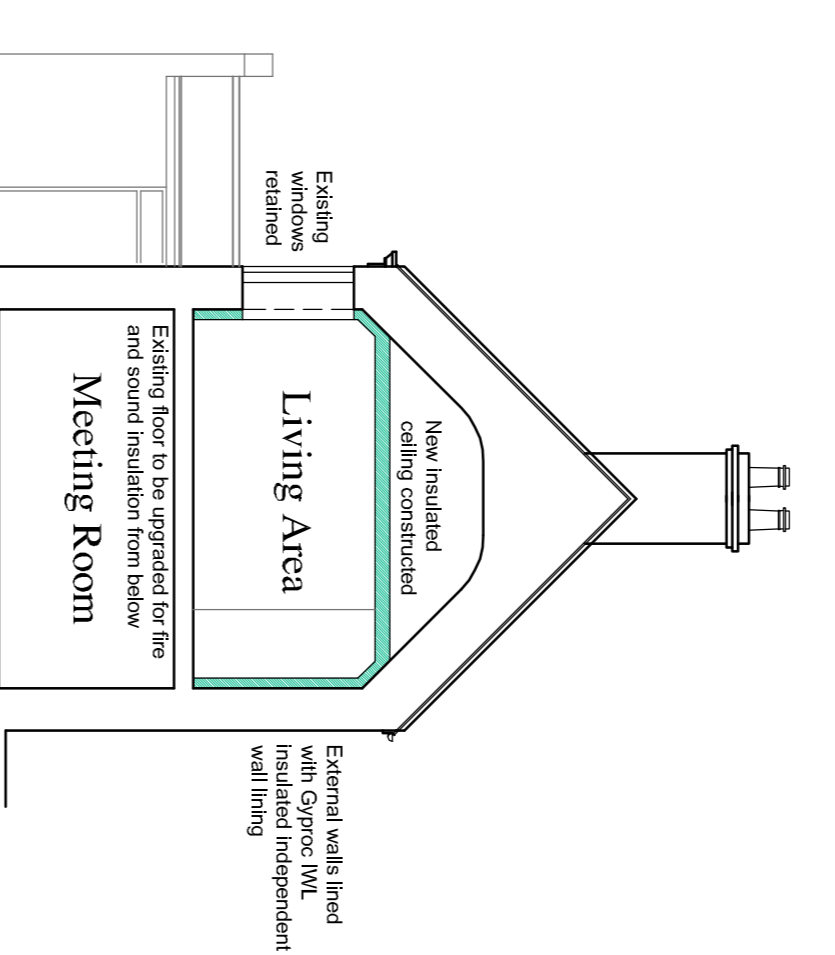 Existing
windows
retained
New insulated
ceiling constructed
Living Area
Existing floor to be upgraded for fire
and sound insulation from below
Meeting Room
External walls lined
with Gyproc IWL
insulated independent
wall lining